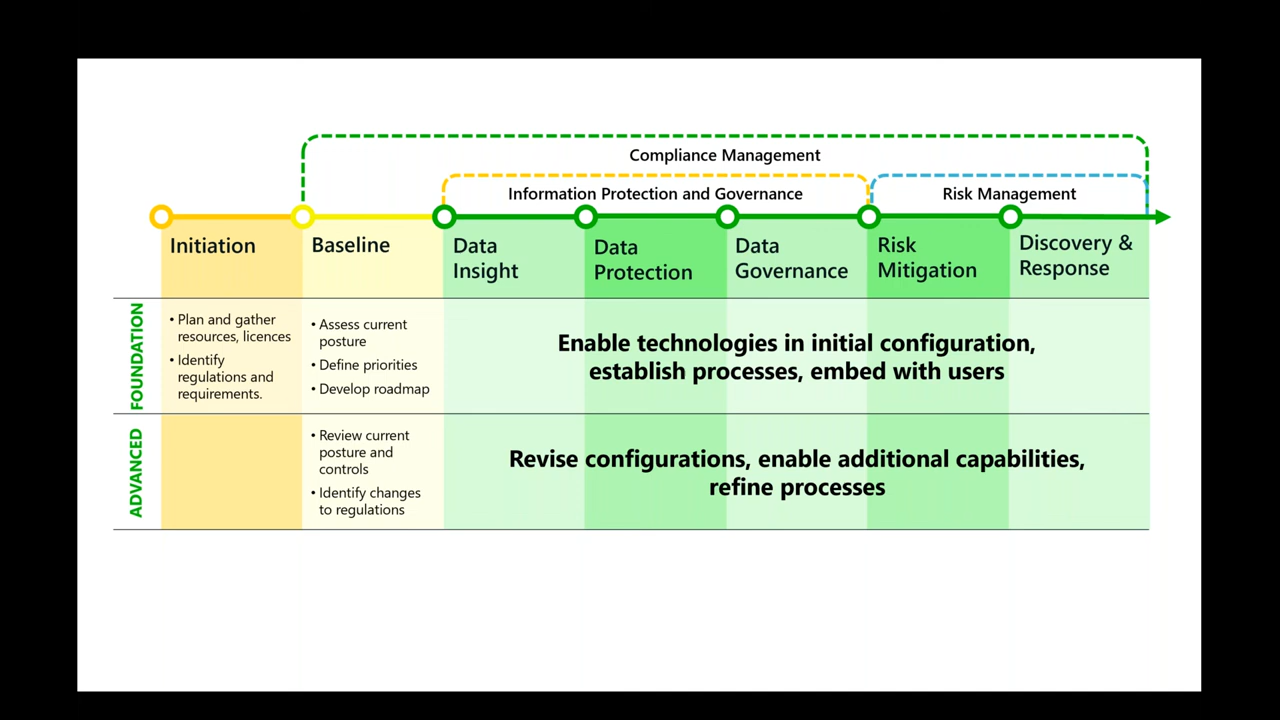 Compliance Management
Information Protection and Governance
Risk Management
Initiation
Baseline
Data
Insight
Data
Protection
Data
Governance
Risk
Mitigation
Discovery &
Response
FOUNDATION
• Plan and gather
resources, licences
• Identify
regulations and
requirements.
• Assess current
posture
• Define priorities
• Develop roadmap
Enable technologies in initial configuration,
establish processes, embed with users
ADVANCED
• Review current
posture and
controls
• Identify changes
to regulations
Revise configurations, enable additional capabilities,
refine processes